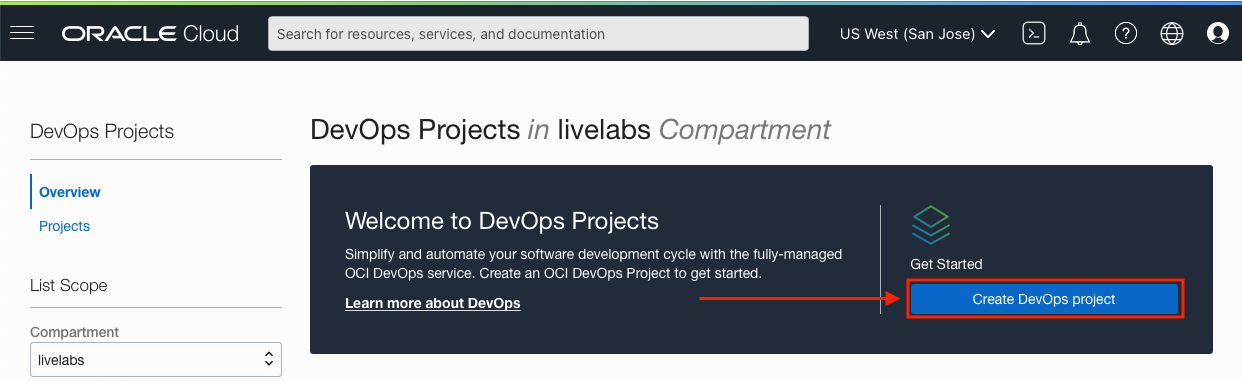 ORACLE Cloud
Search for resources, services, and documentation
US West (San Jose)
DevOps Projects
Overview
Projects
List Scope
Compartment
livelabs
DevOps Projects in livelabs Compartment
Welcome to DevOps Projects
Simplify and automate your software development cycle with the fully-managed
OCI DevOps service. Create an OCI DevOps Project to get started.
Learn more about DevOps
Get Started
Create DevOps project